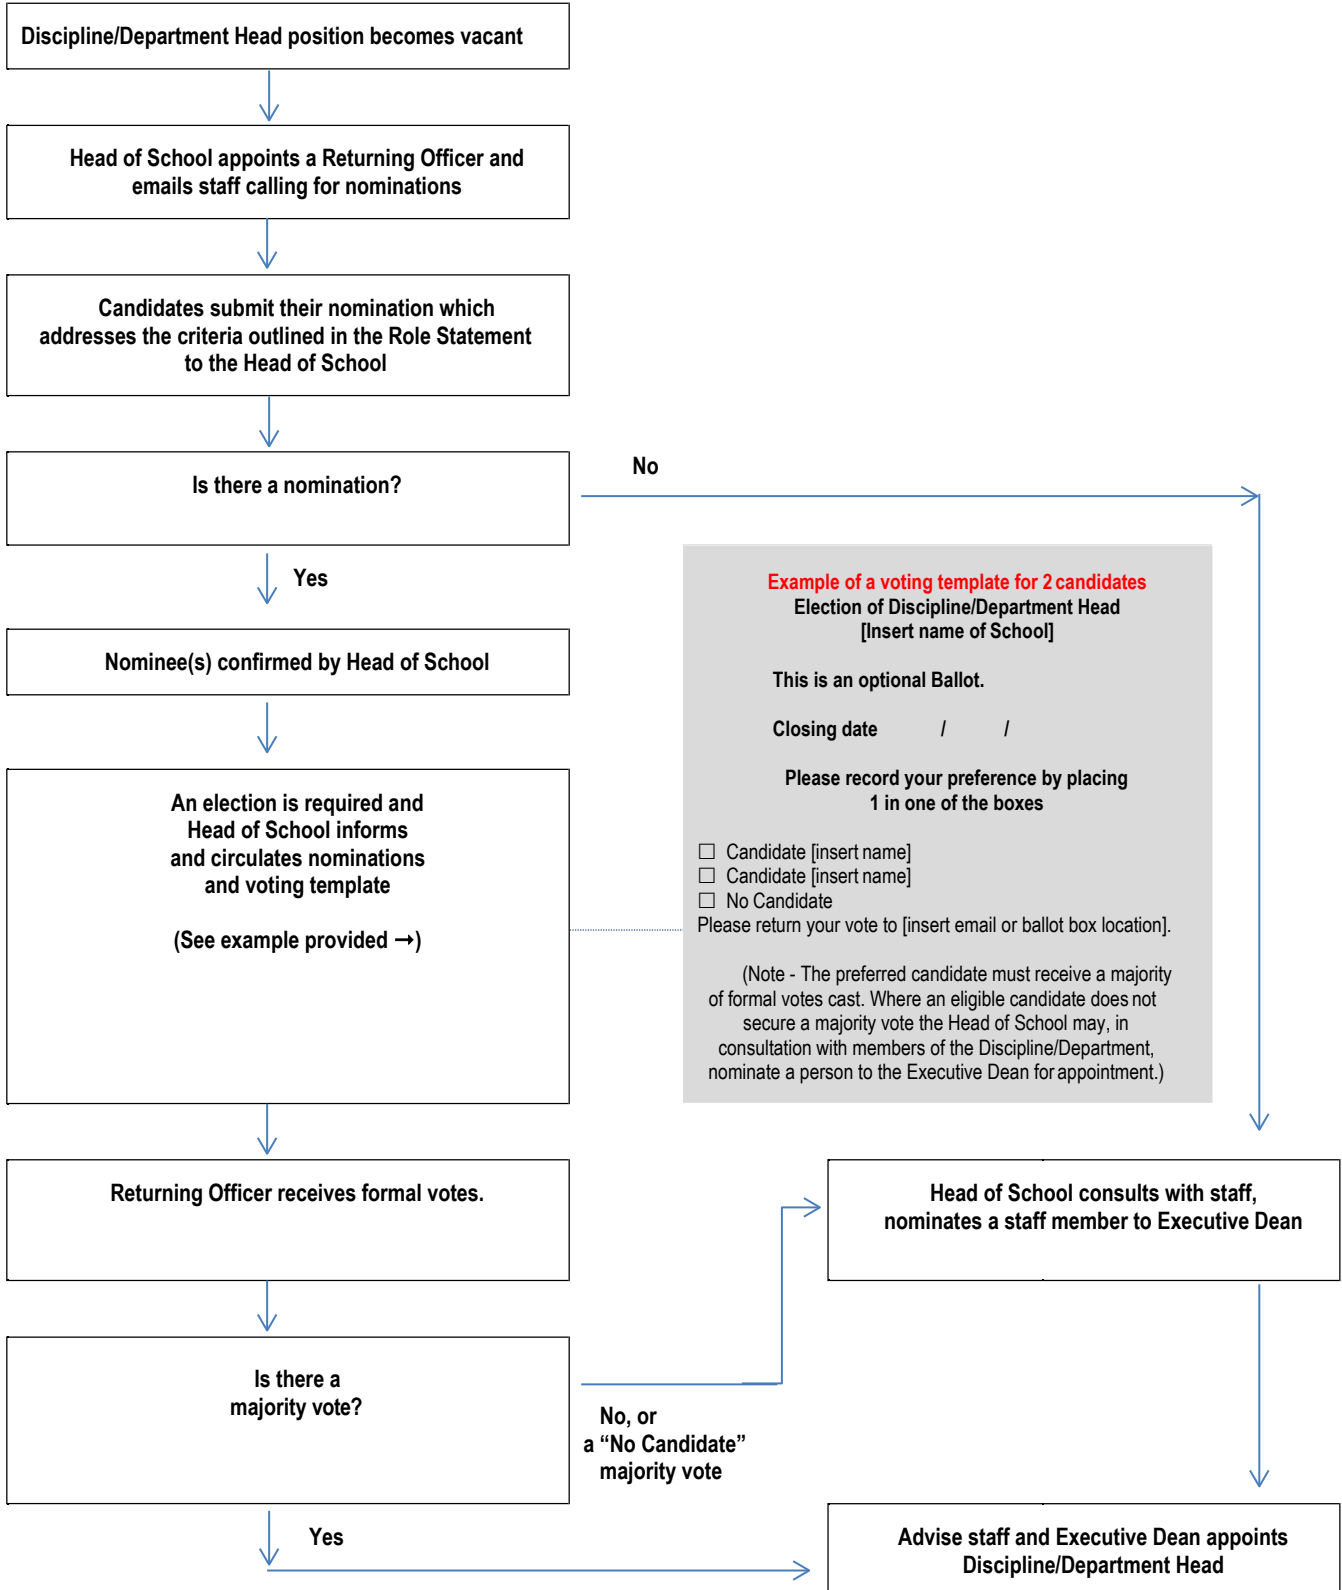 Discipline/Department Head position becomes vacant
Head of School appoints a Returning Officer and
emails staff calling for nominations
Candidates submit their nomination which
addresses the criteria outlined in the Role Statement
to the Head of School
Is there a nomination?
No
Yes
Nominee(s) confirmed by Head of School
An election is required and
Head of School informs
and circulates nominations
and voting template
(See example provided →)
Example of a voting template for 2 candidates
Election of Discipline/Department Head
[Insert name of School]
This is an optional Ballot.
Closing date / /
Please record your preference by placing
1 in one of the boxes
☐ Candidate [insert name]
☐ Candidate [insert name]
☐ No Candidate
Please return your vote to [insert email or ballot box location].
(Note - The preferred candidate must receive a majority
of formal votes cast. Where an eligible candidate does not
secure a majority vote the Head of School may, in
consultation with members of the Discipline/Department,
nominate a person to the Executive Dean for appointment.)
Returning Officer receives formal votes.
Head of School consults with staff,
nominates a staff member to Executive Dean
Is there a
majority vote?
No, or
a “No Candidate”
majority vote
Yes
Advise staff and Executive Dean appoints
Discipline/Department Head